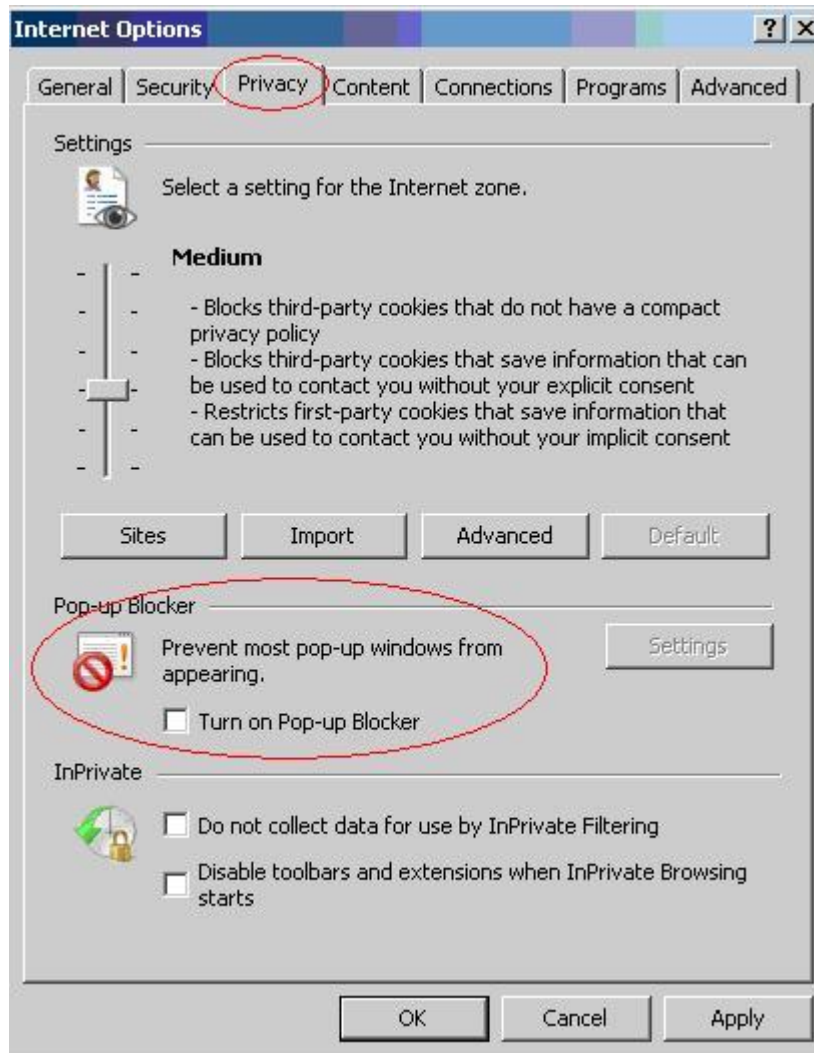 Internet Options
? X
General Security Privacy Content Connections Programs Advanced
Settings
Select a setting for the Internet zone.
Medium
- Blocks third-party cookies that do not have a compact
privacy policy
- Blocks third-party cookies that save information that can
be used to contact you without your explicit consent
- Restricts first-party cookies that save information that
can be used to contact you without your implicit consent
Sites Import Advanced Default
Pop-up Blocker
Prevent most pop-up windows from
appearing.
Settings
Turn on Pop-up Blocker
InPrivate
Do not collect data for use by InPrivate Filtering
Disable toolbars and extensions when InPrivate Browsing
starts
OK Cancel Apply